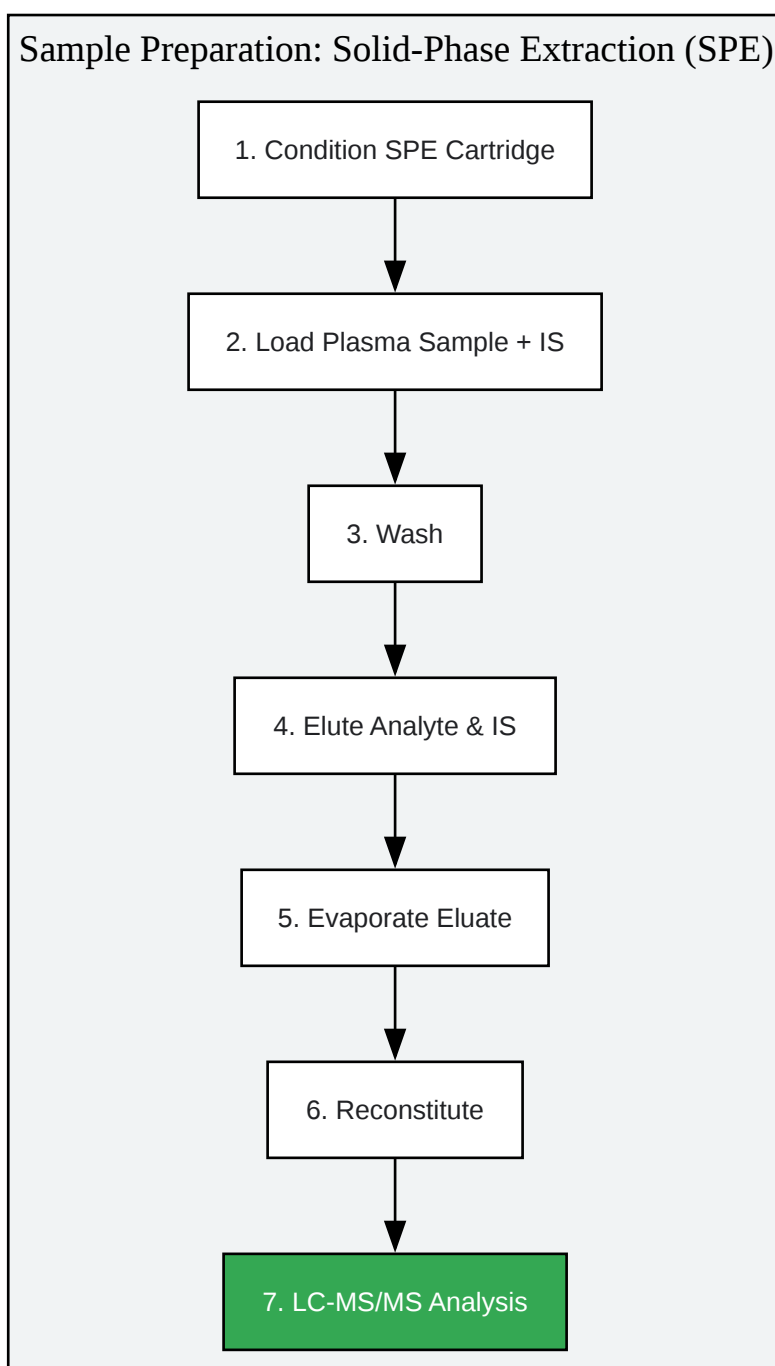 Sample Preparation: Solid-Phase Extraction (SPE)
1. Condition SPE Cartridge
2. Load Plasma Sample + IS
3. Wash
4. Elute Analyte & IS
5. Evaporate Eluate
6. Reconstitute
7. LC-MS/MS Analysis